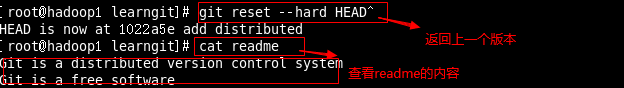 [root@hadoop1 learngit]# git reset --hard HEAD^
HEAD is now at 1022a5e add distributed
返回上一个版本
[root@hadoop1 learngit]# cat readme
Git is a distributed version control system
查看readme的内容
Git is a free software